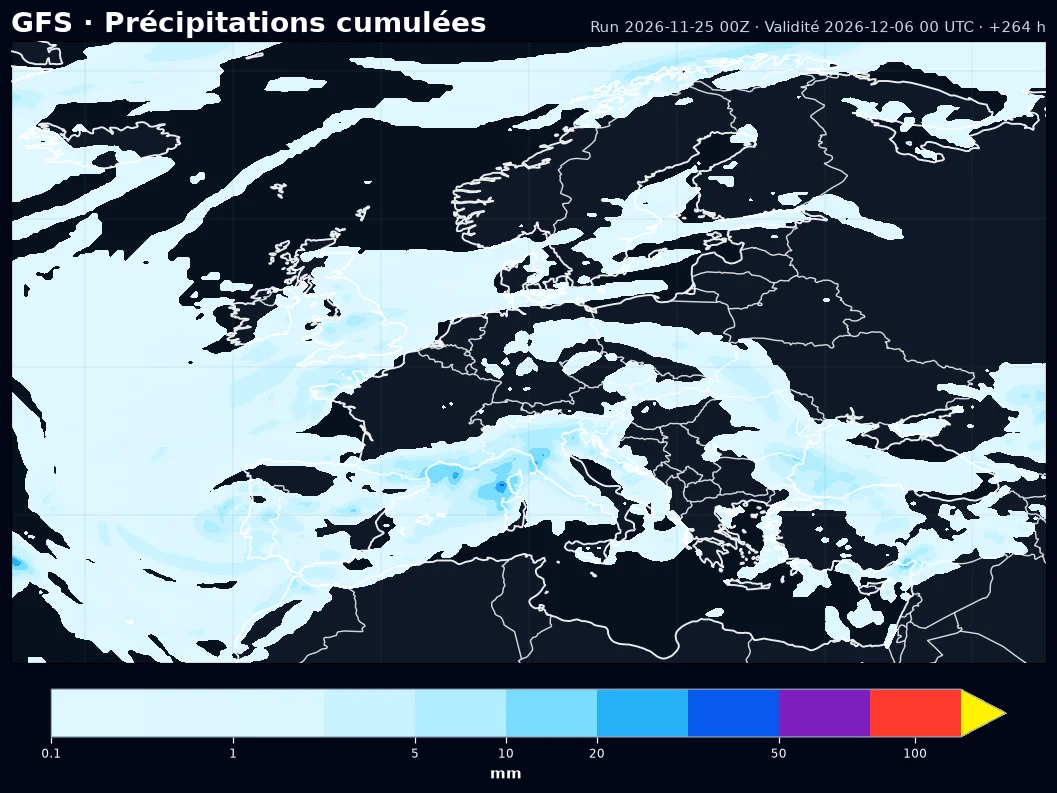 GFS · Précipitations cumulées
Run 2026-11-25 00Z · Validité 2026-12-06 00 UTC · +264 h
0.1 1 5 10 20 50 100
mm